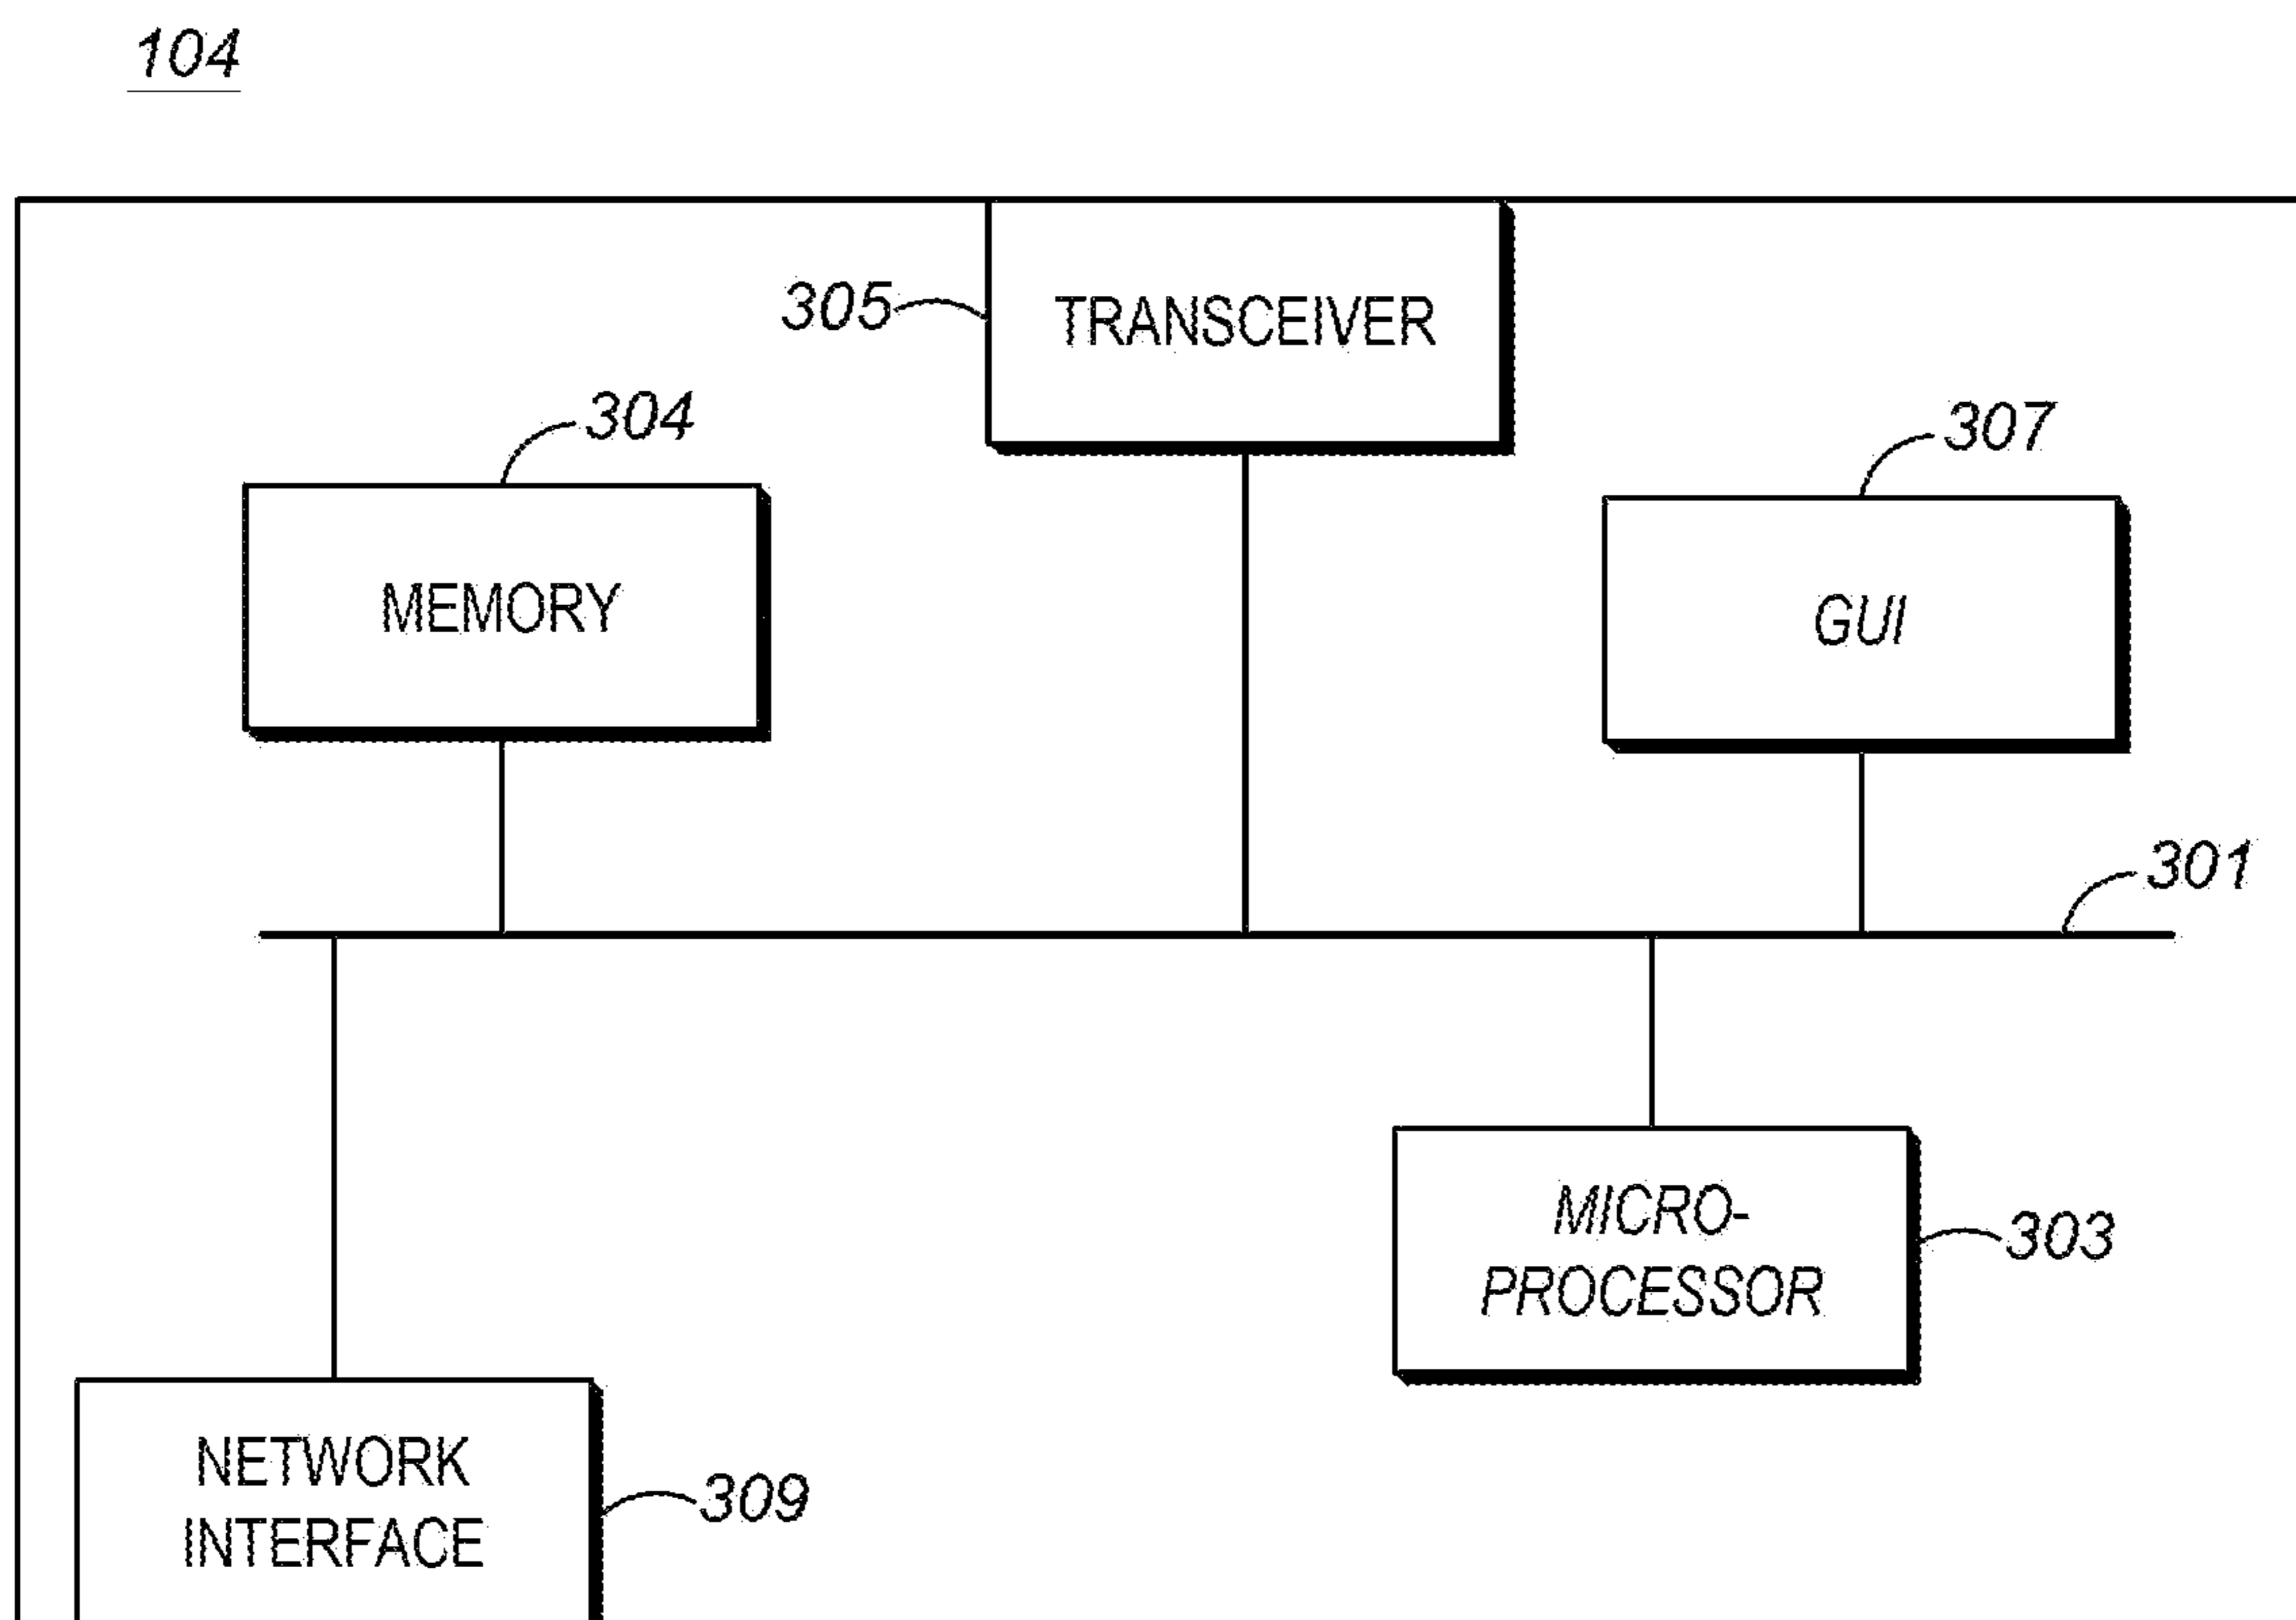 104
305
TRANSCEIVER
304
307
MEMORY
GUI
301
MICRO-
PROCESSOR
303
NETWORK
INTERFACE
309